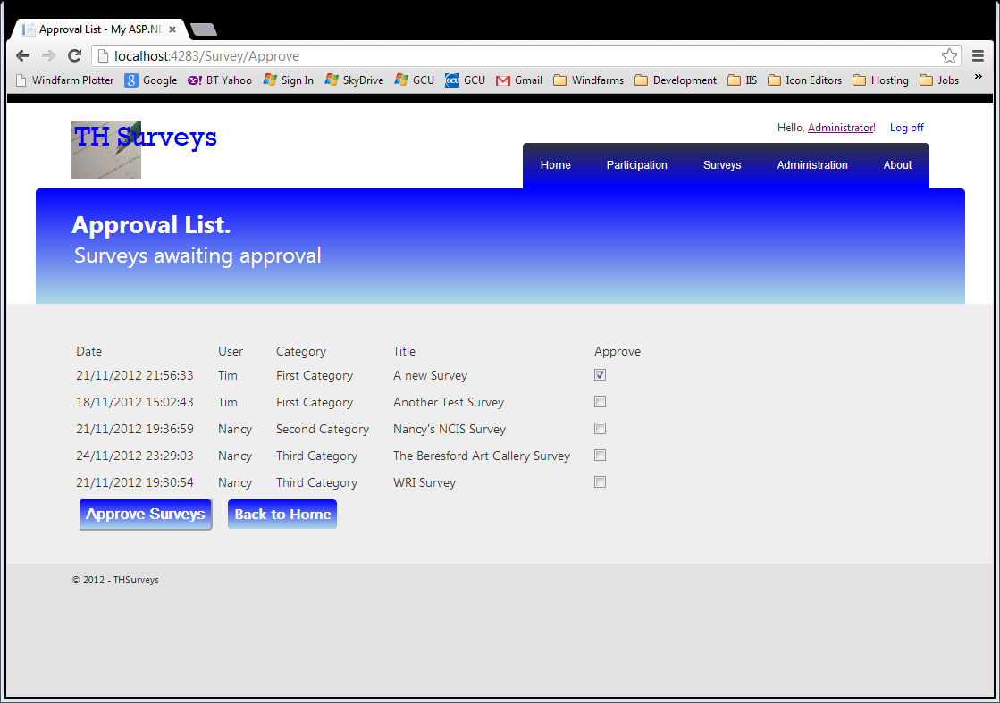 Approval List - My ASP.NE
localhost:4283/Survey/Approve
Windfarm Plotter Google BT Yahoo Sign In SkyDrive GCU GCU Gmail Windfarms Development IIS Icon Editors Hosting Jobs »
Hello, Administrator! Log off
TH Surveys
Home Participation Surveys Administration About
Approval List.
Surveys awaiting approval
Date User Category Title Approve
21/11/2012 21:56:33 Tim First Category A new Survey
18/11/2012 15:02:43 Tim First Category Another Test Survey
21/11/2012 19:36:59 Nancy Second Category Nancy's NCIS Survey
24/11/2012 23:29:03 Nancy Third Category The Beresford Art Gallery Survey
21/11/2012 19:30:54 Nancy Third Category WRI Survey
Approve Surveys Back to Home
© 2012 - THSurveys